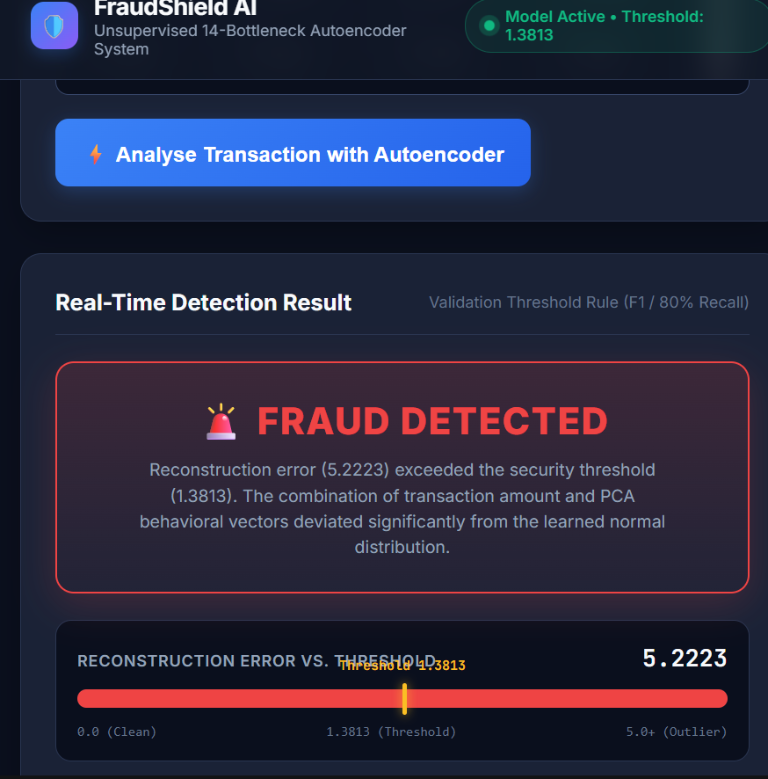 FraudShield AI
Unsupervised 14-Bottleneck Autoencoder
System
Model Active • Threshold:
1.3813
Analyse Transaction with Autoencoder
Real-Time Detection Result
Validation Threshold Rule (F1 / 80% Recall)
FRAUD DETECTED
Reconstruction error (5.2223) exceeded the security threshold
(1.3813). The combination of transaction amount and PCA
behavioral vectors deviated significantly from the learned normal
distribution.
RECONSTRUCTION ERROR VS. THRESHOLD
Threshold 1.3813
5.2223
0.0 (Clean)
1.3813 (Threshold)
5.0+ (Outlier)